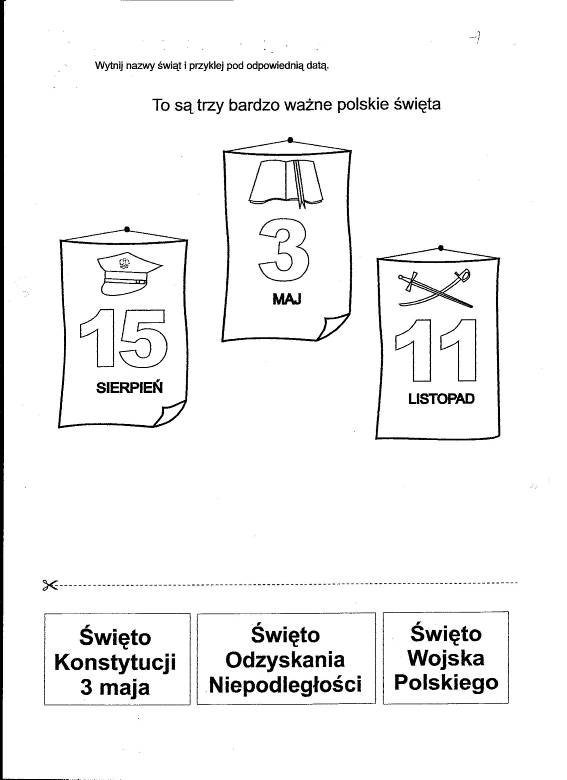 Wytnij nazwy świąt i przyklej pod odpowiednią datą.
To są trzy bardzo ważne polskie święta
3
MAJ
15
SIERPIEŃ
11
LISTOPAD
Święto
Konstytucji
3 maja
Święto
Odzyskania
Niepodległości
Święto
Wojska
Polskiego